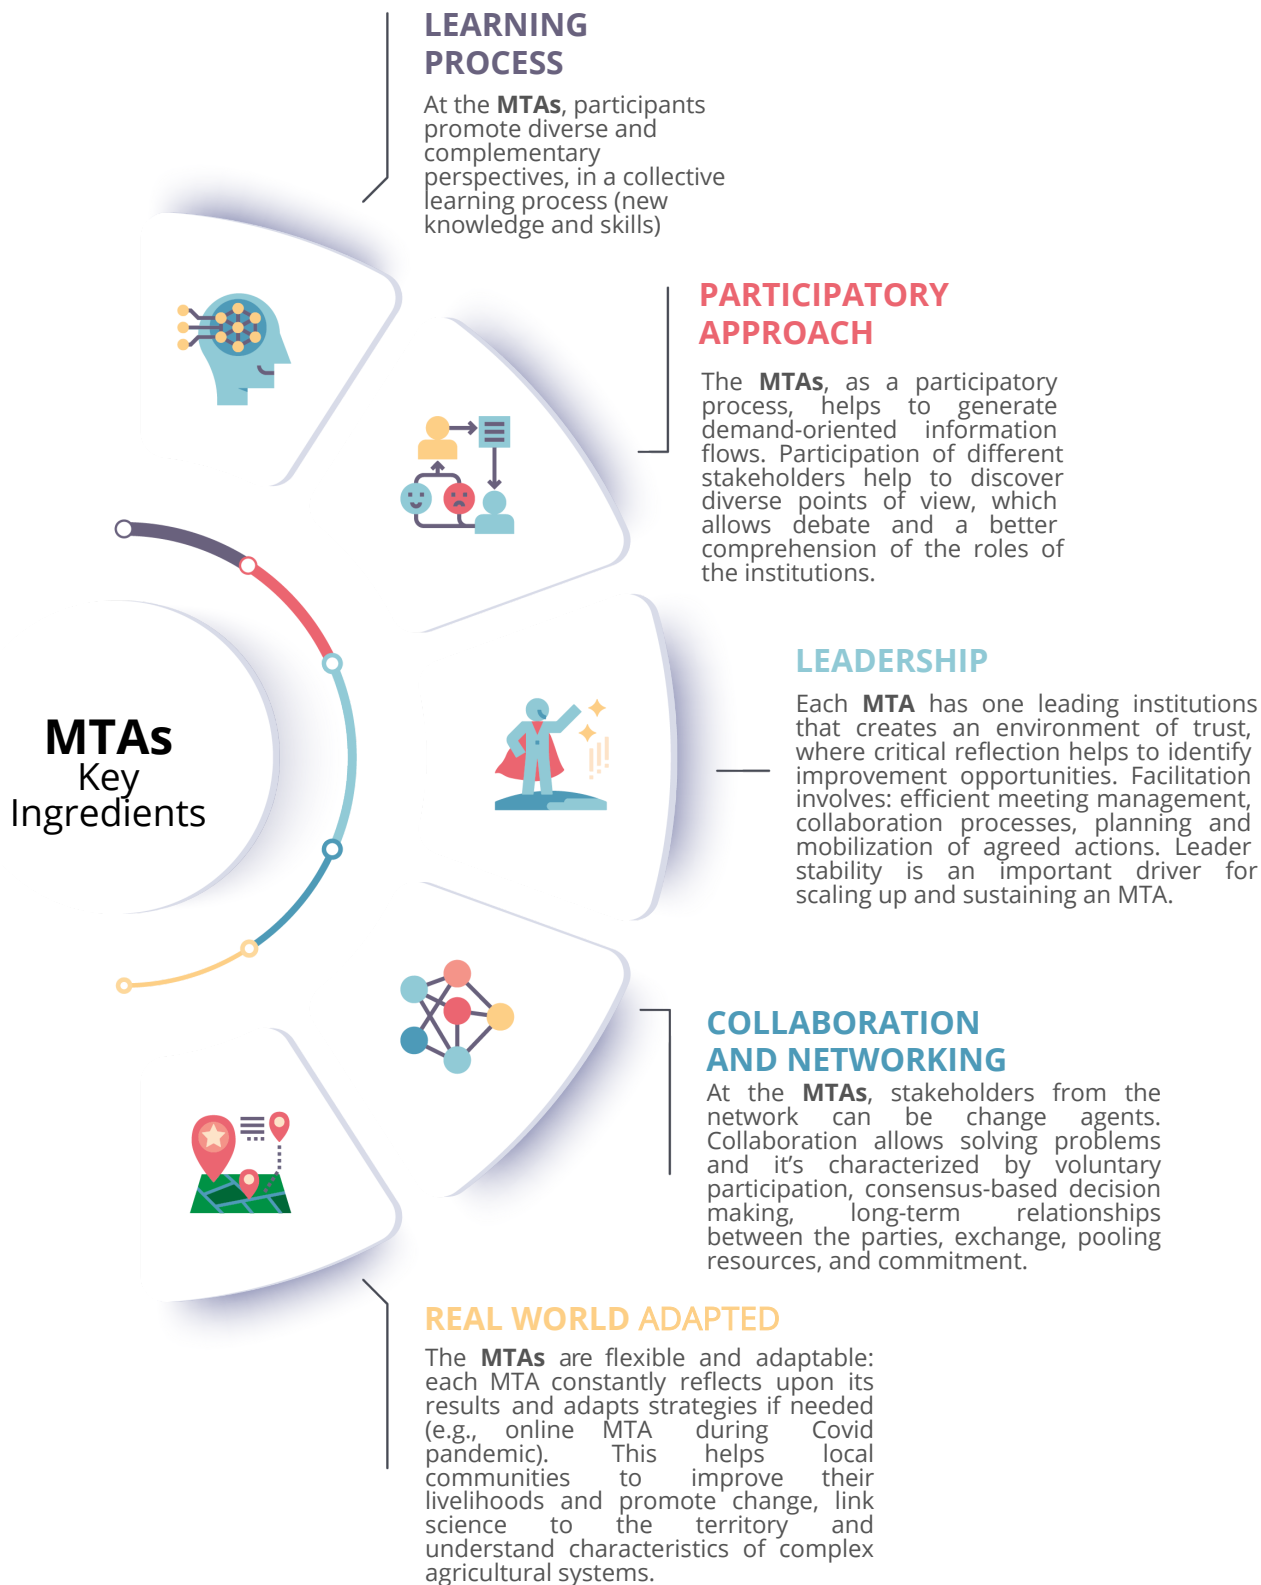 LEARNING
PROCESS
At the MTAs, participants
promote diverse and
complementary
perspectives, in a collective
learning process (new
knowledge and skills)
PARTICIPATORY
APPROACH
The MTAs, as a participatory
process, helps to generate
demand-oriented information
flows. Participation of different
stakeholders help to discover
diverse points of view, which
allows debate and a better
comprehension of the roles of
the institutions.
LEADERSHIP
Each MTA has one leading institutions
that creates an environment of trust,
where critical reflection helps to identify
improvement opportunities. Facilitation
involves: efficient meeting management,
collaboration processes, planning and
mobilization of agreed actions. Leader
stability is an important driver for
scaling up and sustaining an MTA.
MTAs
Key
Ingredients
COLLABORATION
AND NETWORKING
At the MTAs, stakeholders from the
network can be change agents.
Collaboration allows solving problems
and it's characterized by voluntary
participation, consensus-based decision
making, long-term relationships
between the parties, exchange, pooling
resources, and commitment.
REAL WORLD ADAPTED
The MTAs are flexible and adaptable:
each MTA constantly reflects upon its
results and adapts strategies if needed
(e.g., online MTA during Covid
pandemic). This helps local
communities to improve their
livelihoods and promote change, link
science to the territory and
understand characteristics of complex
agricultural systems.